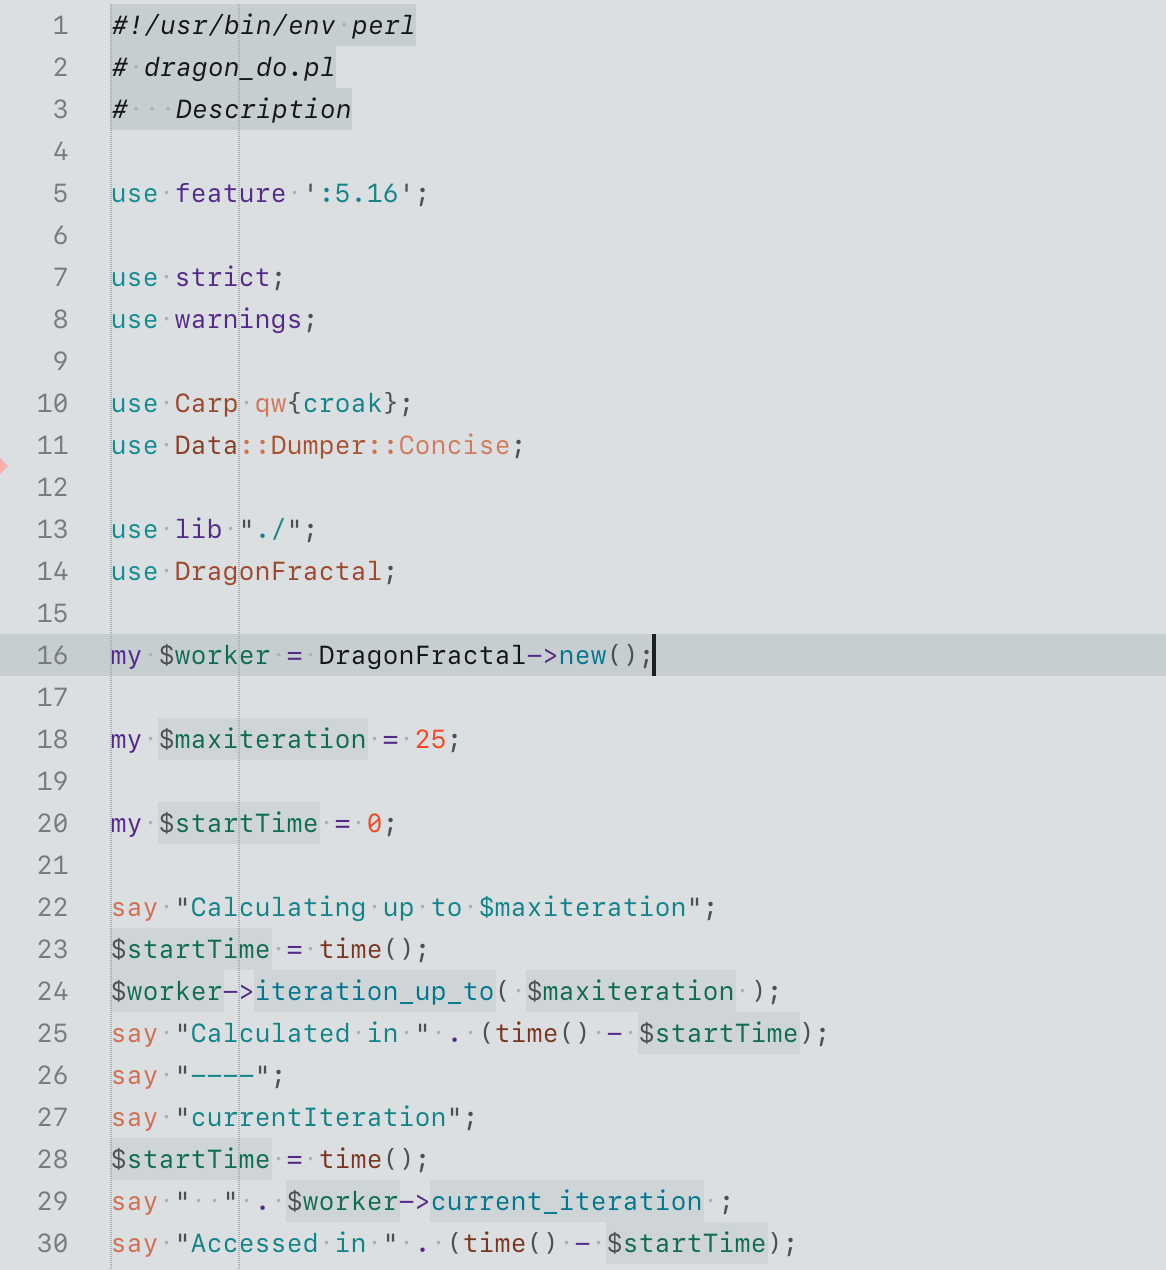 1 #!/usr/bin/env perl
2 # dragon_do.pl
3 #   Description
4
5 use feature ':5.16';
6
7 use strict;
8 use warnings;
9
10 use Carp qw{croak};
11 use Data::Dumper::Concise;
12
13 use lib "./";
14 use DragonFractal;
15
16 my $worker = DragonFractal->new();
17
18 my $maxiteration = 25;
19
20 my $startTime = 0;
21
22 say "Calculating up to $maxiteration";
23 $startTime = time();
24 $worker->iteration_up_to( $maxiteration );
25 say "Calculated in " . (time() - $startTime);
26 say "----";
27 say "currentIteration";
28 $startTime = time();
29 say "  " . $worker->current_iteration ;
30 say "Accessed in " . (time() - $startTime);